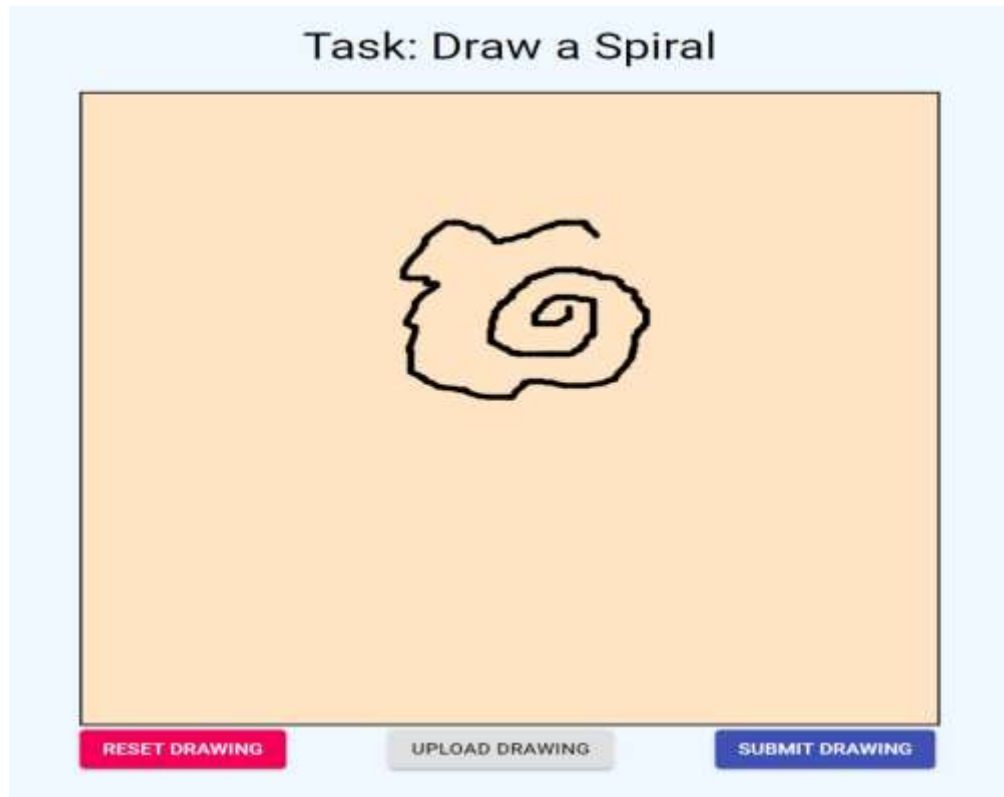 Task: Draw a Spiral
RESET DRAWING
UPLOAD DRAWING
SUBMIT DRAWING